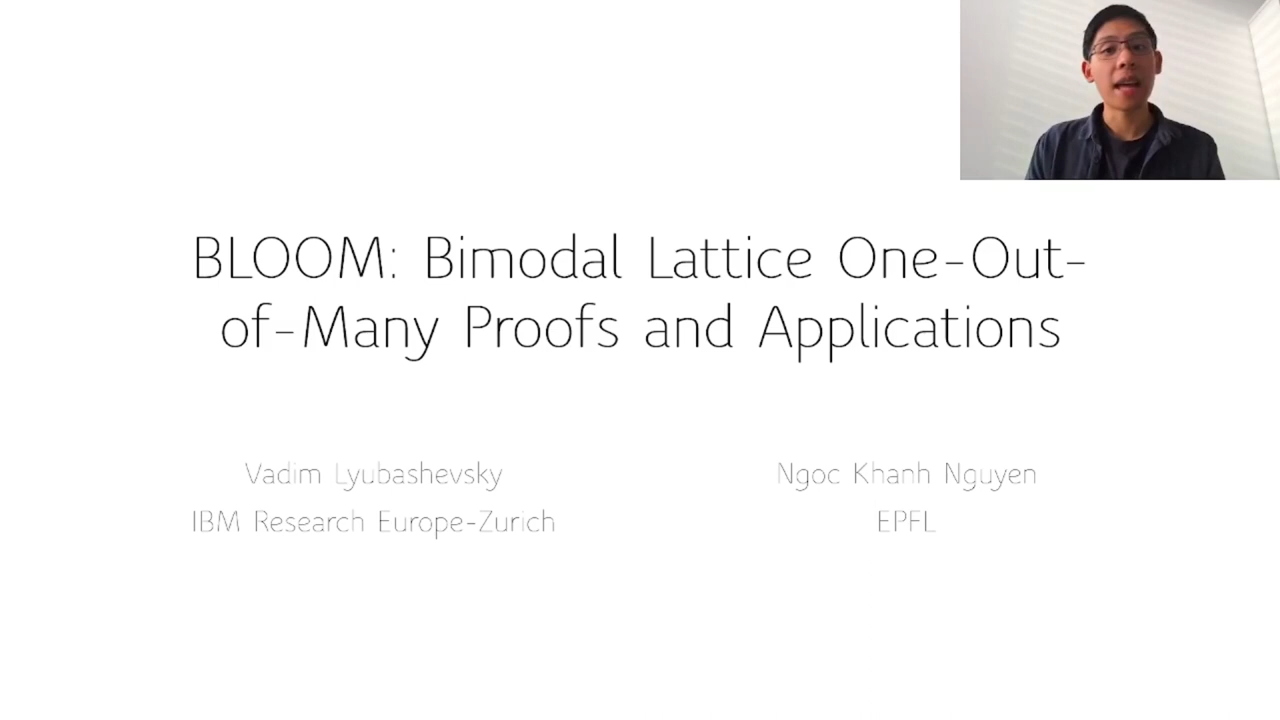 BLOOM: Bimodal Lattice One-Out-
of-Many Proofs and Applications
Vadim Lyubashevsky
IBM Research Europe-Zurich
Ngoc Khanh Nguyen
EPFL